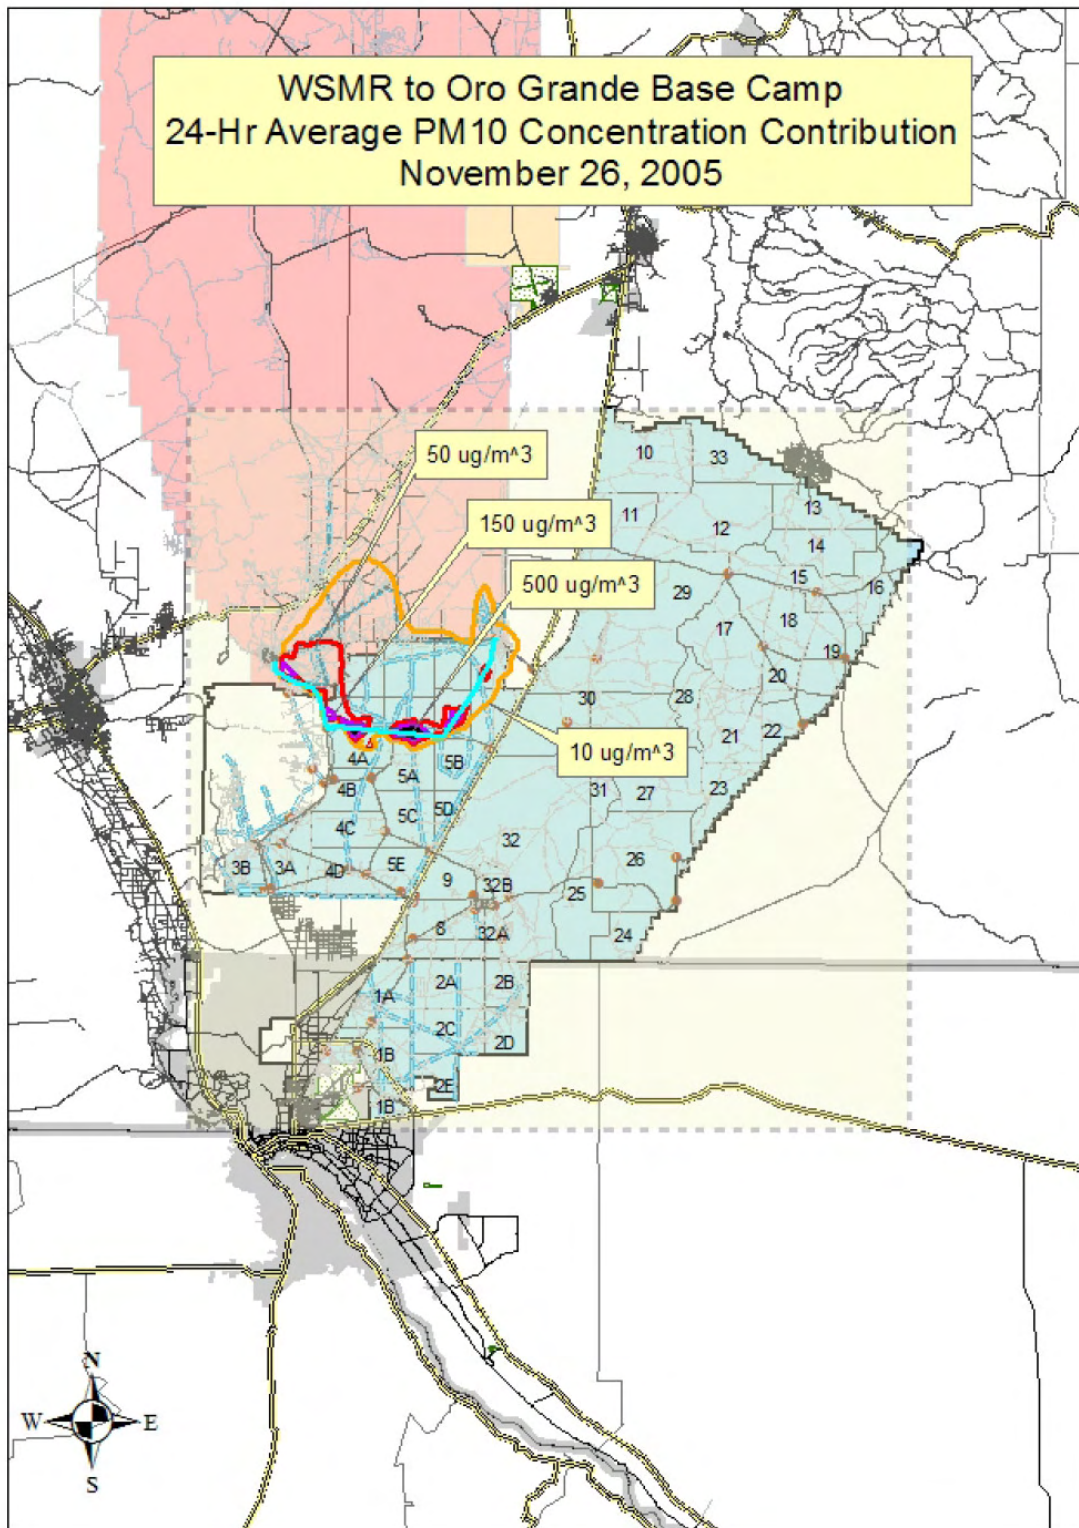 WSMR to Oro Grande Base Camp
24-Hr Average PM10 Concentration Contribution
November 26, 2005
50 ug/m^3
150 ug/m^3
500 ug/m^3
10 ug/m^3
10
33
11
13
12
14
15
16
29
18
17
19
20
28
30
21
22
4A
5B
5A
4B
31
27
23
5D
5C
4C
32
26
3B
3A
4D
5E
9
32B
25
8
32A
24
2A
2B
1A
2C
2D
1B
2E
1B
N
W
E
S